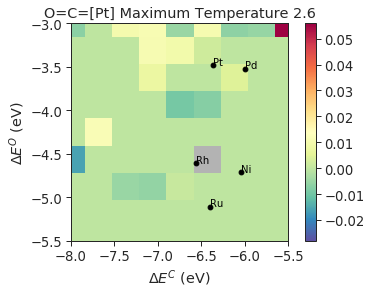 O=C=[Pt] Maximum Temperature 2.6
ΔE^O (eV)
−3.0
−3.5
−4.0
−4.5
−5.0
−5.5
Pt
Pd
Rh
Ni
Ru
0.05
0.04
0.03
0.02
0.01
0.00
−0.01
−0.02
−8.0 −7.5 −7.0 −6.5 −6.0 −5.5
ΔE^C (eV)